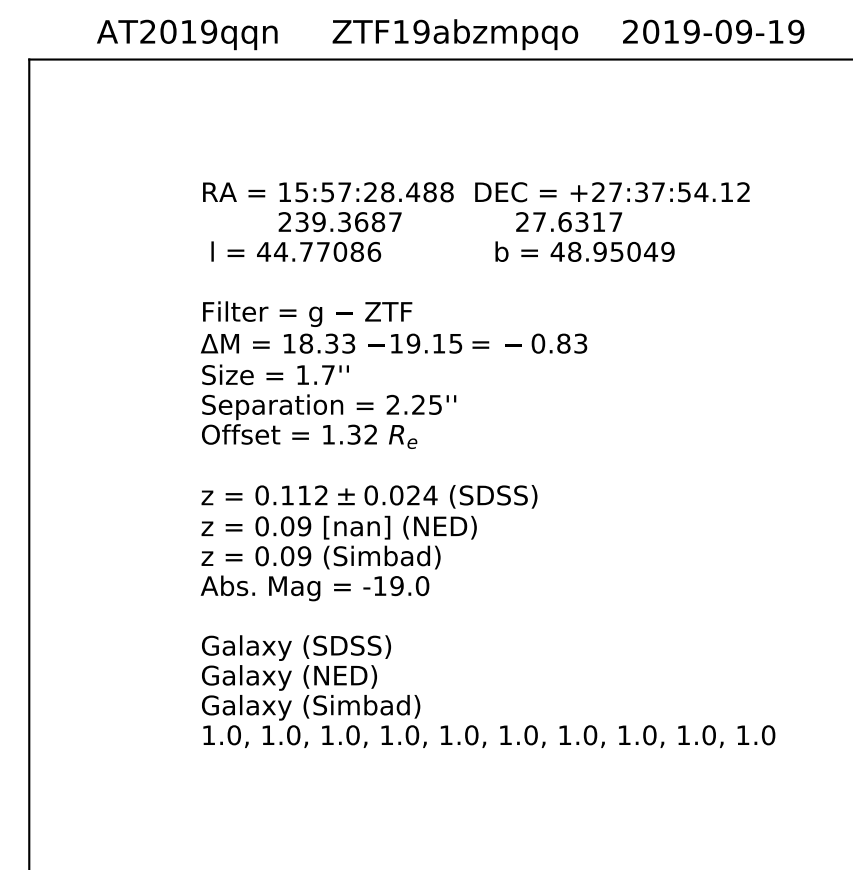 AT2019qqn ZTF19abzmpqo 2019-09-19
RA = 15:57:28.488 DEC = +27:37:54.12
239.3687 27.6317
l = 44.77086 b = 48.95049
Filter = g − ZTF
ΔM = 18.33 −19.15 = − 0.83
Size = 1.7''
Separation = 2.25''
Offset = 1.32 Rₑ
z = 0.112 ± 0.024 (SDSS)
z = 0.09 [nan] (NED)
z = 0.09 (Simbad)
Abs. Mag = -19.0
Galaxy (SDSS)
Galaxy (NED)
Galaxy (Simbad)
1.0, 1.0, 1.0, 1.0, 1.0, 1.0, 1.0, 1.0, 1.0, 1.0